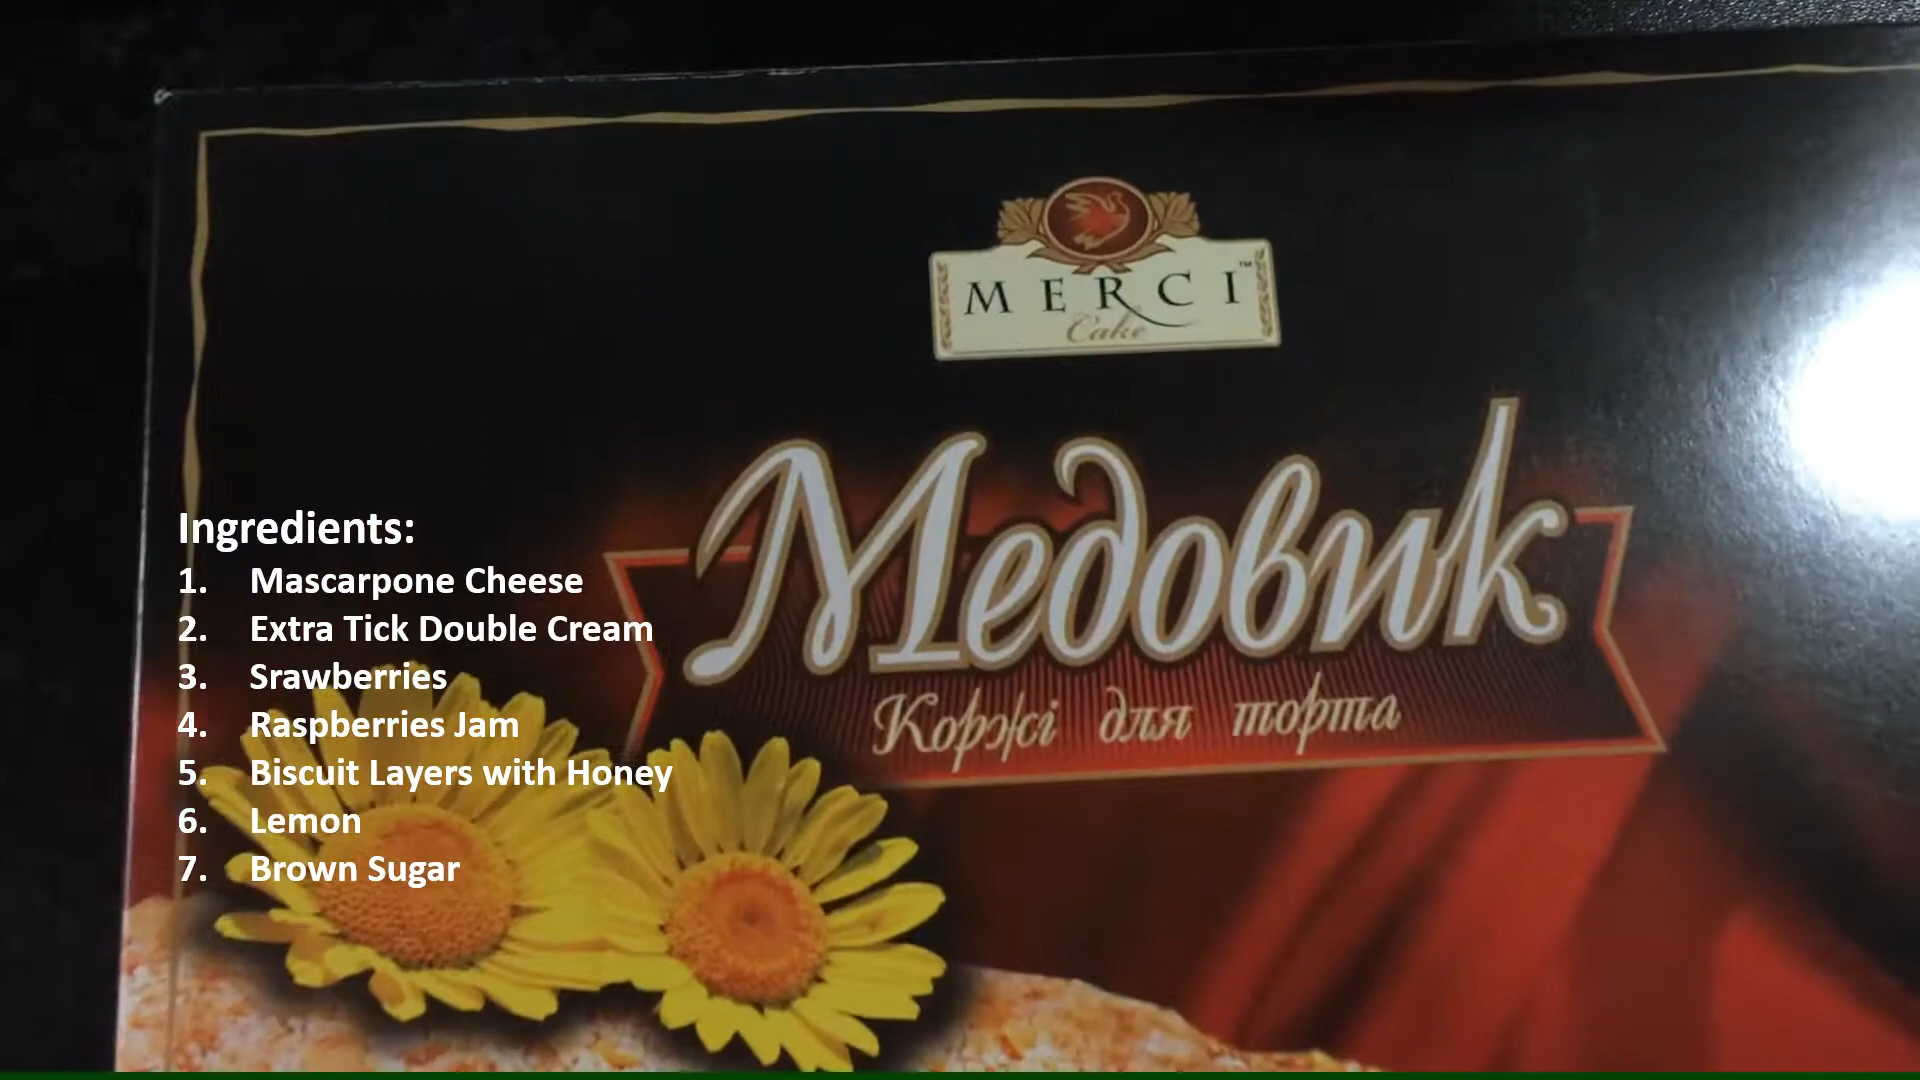 MERCI™
Cake
Медовик
Коржі для торта
Ingredients:
1. Mascarpone Cheese
2. Extra Tick Double Cream
3. Srawberries
4. Raspberries Jam
5. Biscuit Layers with Honey
6. Lemon
7. Brown Sugar